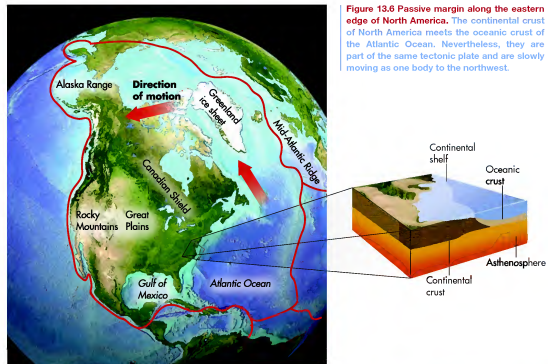 Figure 13.6 Passive margin along the eastern
edge of North America. The continental crust
of North America meets the oceanic crust of
the Atlantic Ocean. Nevertheless, they are
part of the same tectonic plate and are slowly
moving as one body to the northwest.
Alaska Range
Direction
of motion
Greenland
ice sheet
Mid-Atlantic Ridge
Canadian Shield
Rocky
Mountains
Great
Plains
Gulf of
Mexico
Atlantic Ocean
Continental
shelf
Oceanic
crust
Asthenosphere
Continental
crust